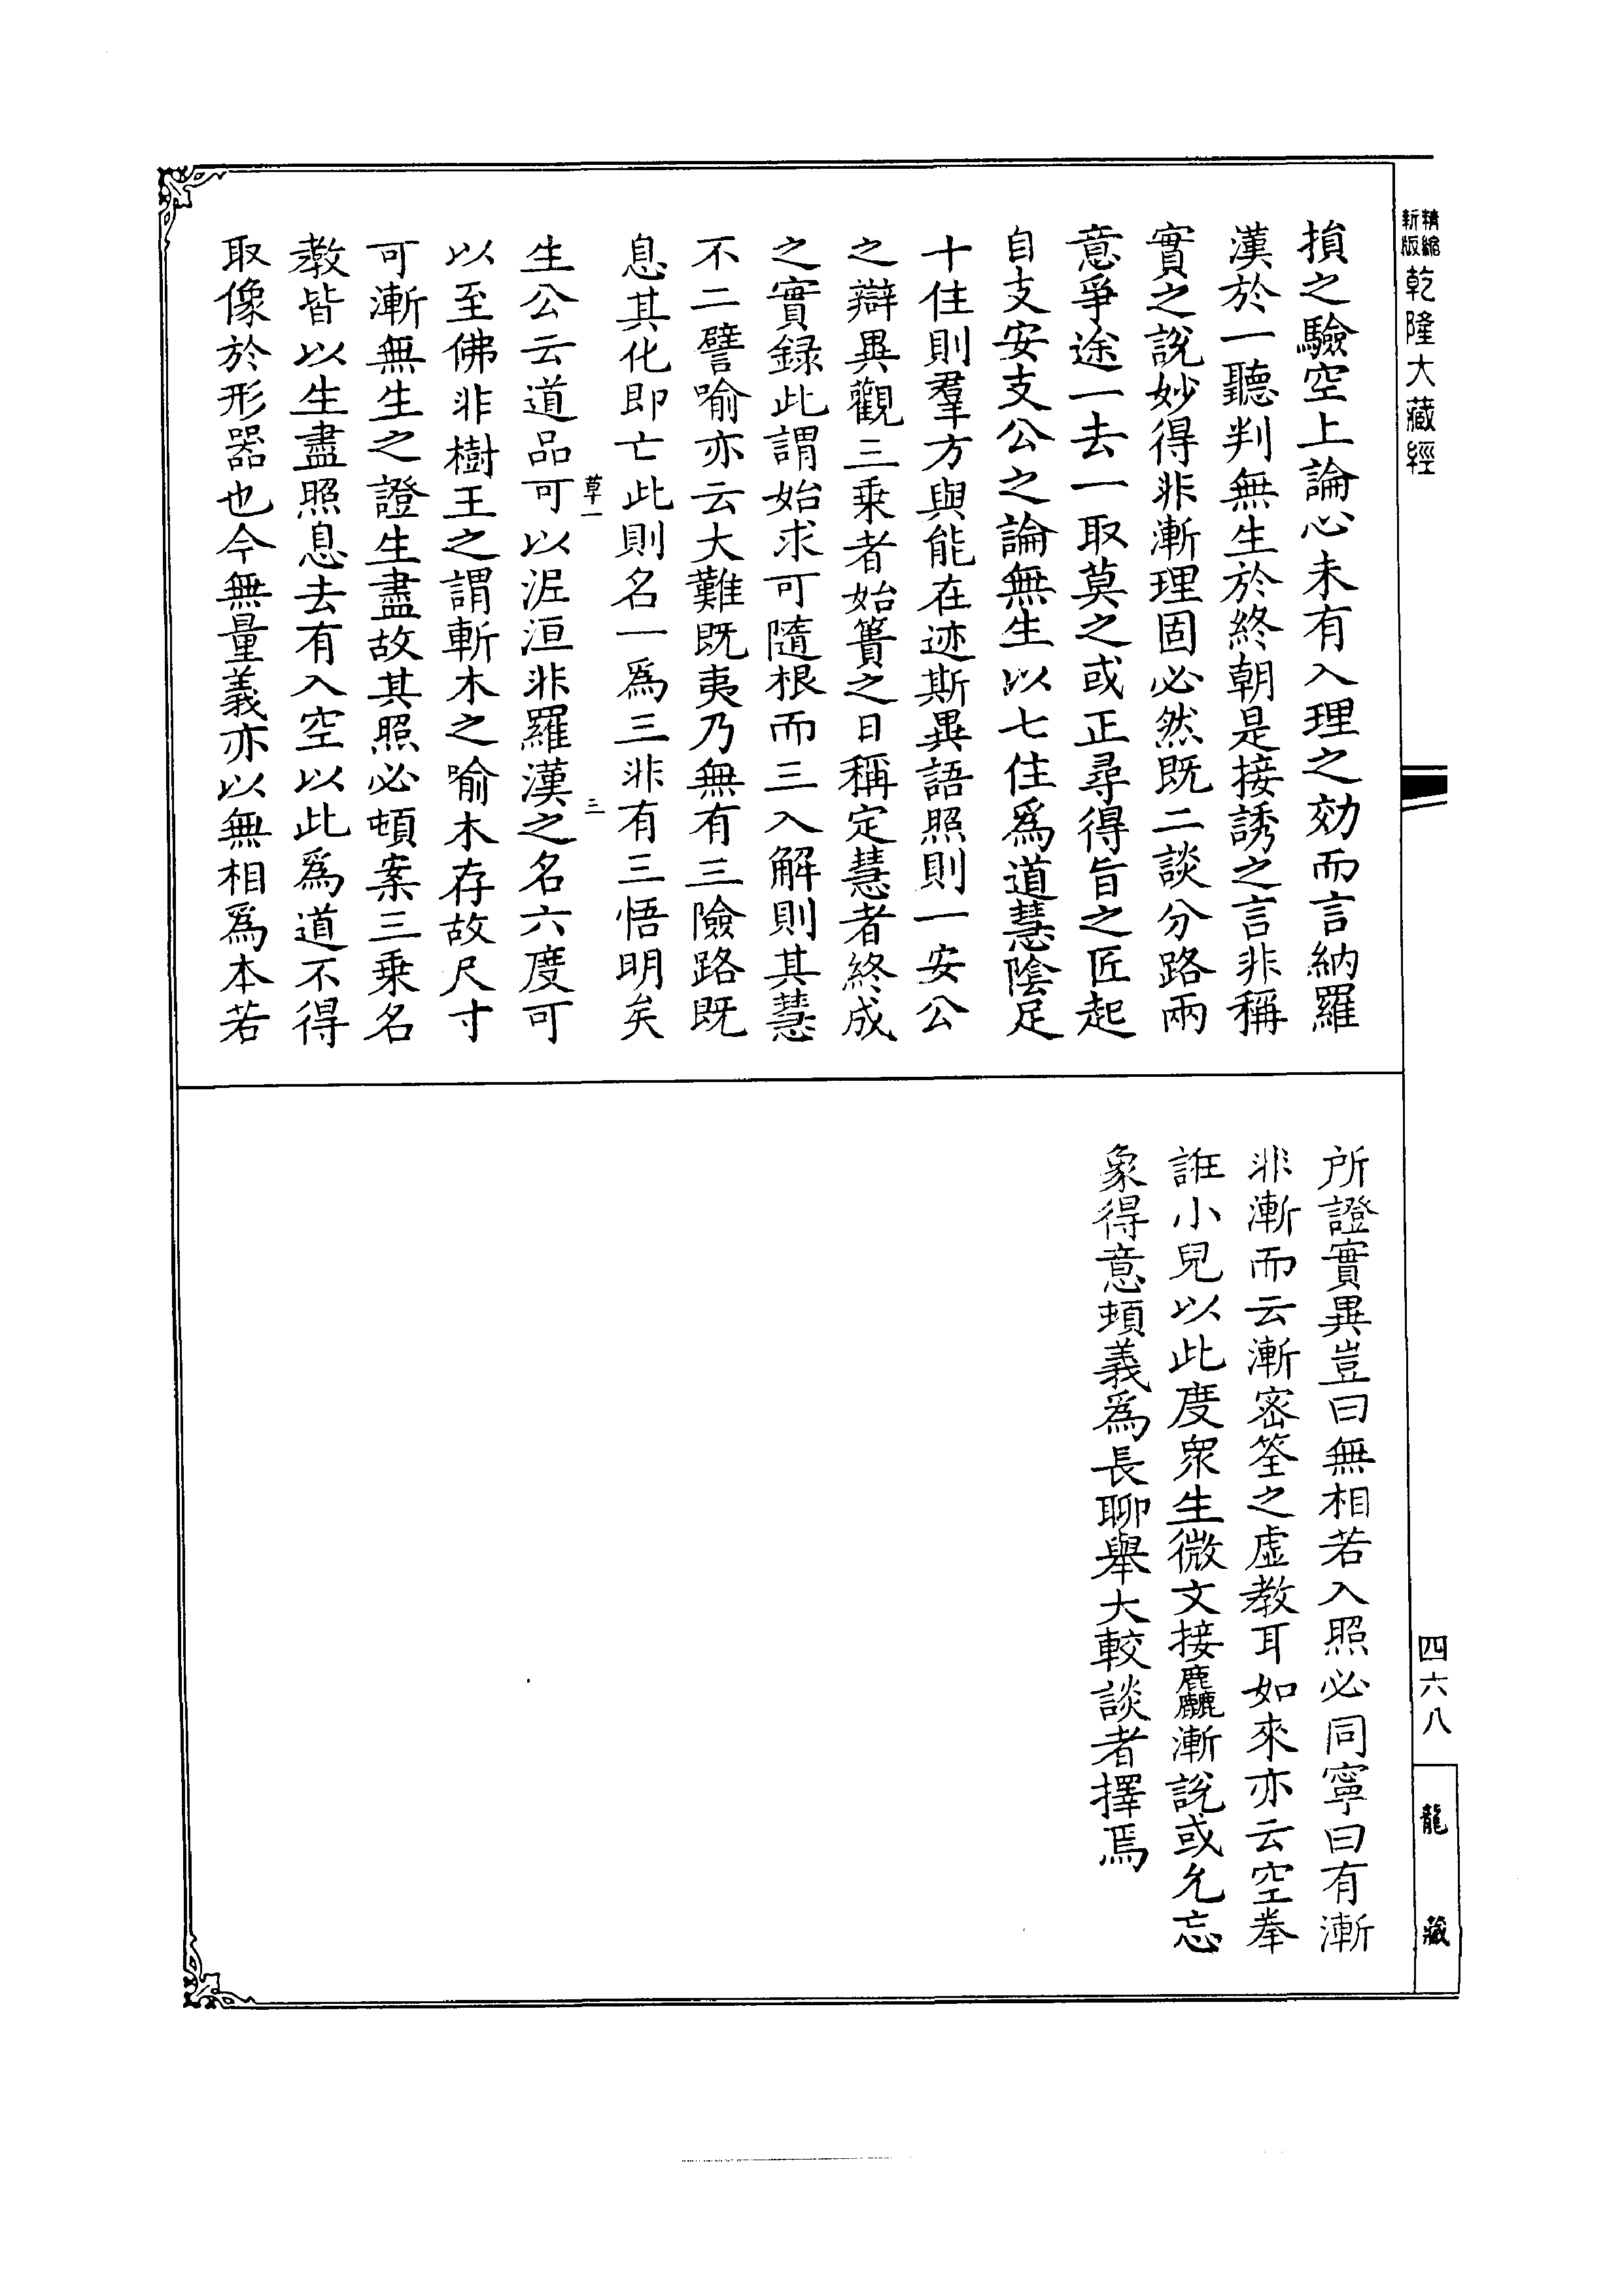 精縮
新版
乾隆大藏經
損之驗空上論心未有入理之効而言納羅
漢於一聽判無生於終朝是接誘之言非稱
實之說妙得非漸理固必然既二談分路兩
意爭途一去一取莫之或正尋得旨之匠起
自支安支公之論無生以七住爲道慧陰足
十住則羣方與能在迹斯異語照則一安公
之辯異觀三乘者始簣之日稱定慧者終成
之實録此謂始求可隨根而三入解則其慧
不二譬喻亦云大難既夷乃無有三險路既
息其化即亡此則名一爲三非有三悟明矣
草一
三
生公云道品可以泥洹非羅漢之名六度可
以至佛非樹王之謂斬木之喻木存故尺寸
可漸無生之證生盡故其照必頓案三乘名
教皆以生盡照息去有入空以此爲道不得
取像於形器也今無量義亦以無相爲本若
所證實異豈曰無相若入照必同寧曰有漸
非漸而云漸密筌之虛教耳如來亦云空拳
誑小兒以此度衆生微文接麤漸說或允忘
象得意頓義爲長聊舉大較談者擇焉
四六八
龍藏